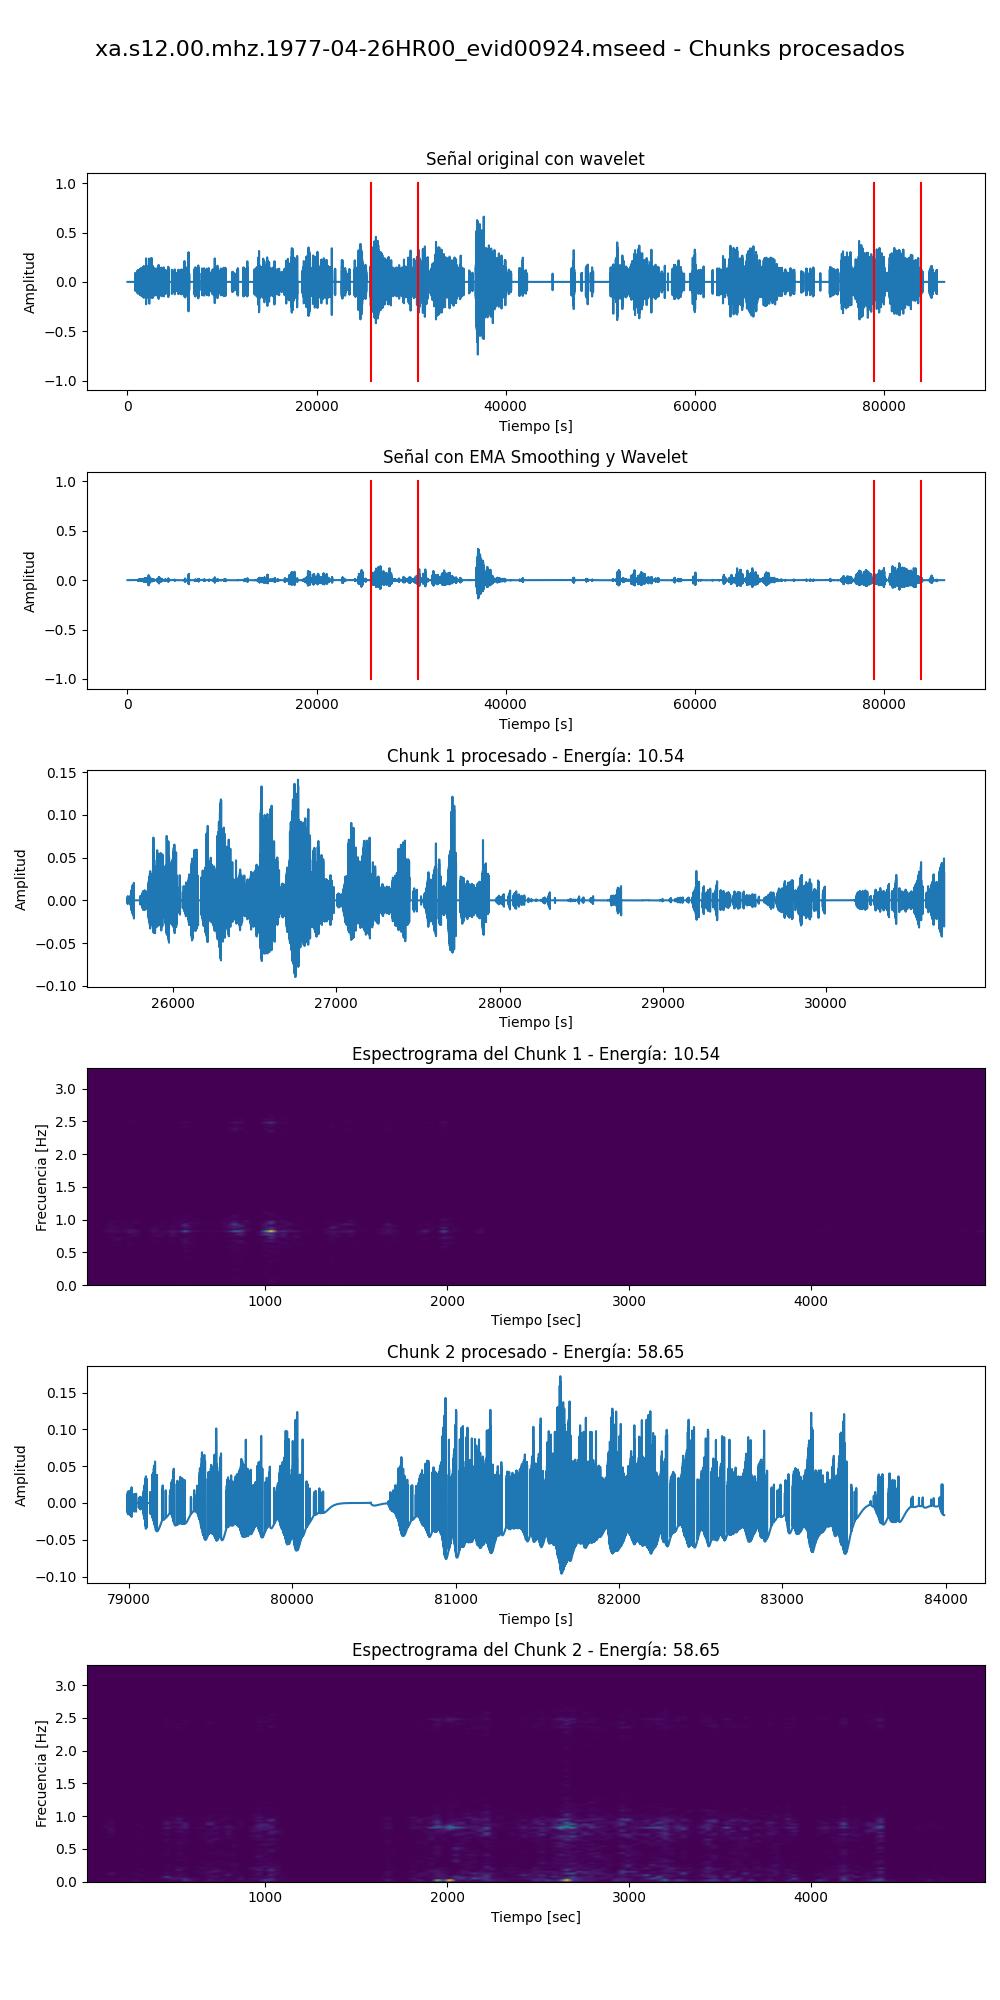 xa.s12.00.mhz.1977-04-26HR00_evid00924.mseed - Chunks procesados
Señal original con wavelet
Amplitud
1.0
0.5
0.0
−0.5
−1.0
0 20000 40000 60000 80000
Tiempo [s]
Señal con EMA Smoothing y Wavelet
Amplitud
1.0
0.5
0.0
−0.5
−1.0
0 20000 40000 60000 80000
Tiempo [s]
Chunk 1 procesado - Energía: 10.54
Amplitud
0.15
0.10
0.05
0.00
−0.05
−0.10
26000 27000 28000 29000 30000
Tiempo [s]
Espectrograma del Chunk 1 - Energía: 10.54
Frecuencia [Hz]
3.0
2.5
2.0
1.5
1.0
0.5
0.0
1000 2000 3000 4000
Tiempo [sec]
Chunk 2 procesado - Energía: 58.65
Amplitud
0.15
0.10
0.05
0.00
−0.05
−0.10
79000 80000 81000 82000 83000 84000
Tiempo [s]
Espectrograma del Chunk 2 - Energía: 58.65
Frecuencia [Hz]
3.0
2.5
2.0
1.5
1.0
0.5
0.0
1000 2000 3000 4000
Tiempo [sec]